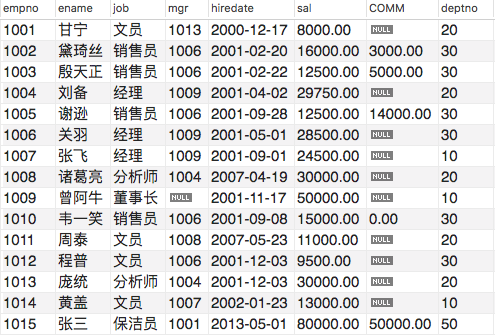 empno ename job mgr hiredate sal COMM deptno
1001 甘宁 文员 1013 2000-12-17 8000.00 NULL 20
1002 黛琦丝 销售员 1006 2001-02-20 16000.00 3000.00 30
1003 殷天正 销售员 1006 2001-02-22 12500.00 5000.00 30
1004 刘备 经理 1009 2001-04-02 29750.00 NULL 20
1005 谢逊 销售员 1006 2001-09-28 12500.00 14000.00 30
1006 关羽 经理 1009 2001-05-01 28500.00 NULL 30
1007 张飞 经理 1009 2001-09-01 24500.00 NULL 10
1008 诸葛亮 分析师 1004 2007-04-19 30000.00 NULL 20
1009 曾阿牛 董事长 NULL 2001-11-17 50000.00 NULL 10
1010 韦一笑 销售员 1006 2001-09-08 15000.00 0.00 30
1011 周泰 文员 1008 2007-05-23 11000.00 NULL 20
1012 程普 文员 1006 2001-12-03 9500.00 NULL 30
1013 庞统 分析师 1004 2001-12-03 30000.00 NULL 20
1014 黄盖 文员 1007 2002-01-23 13000.00 NULL 10
1015 张三 保洁员 1001 2013-05-01 80000.00 50000.00 50